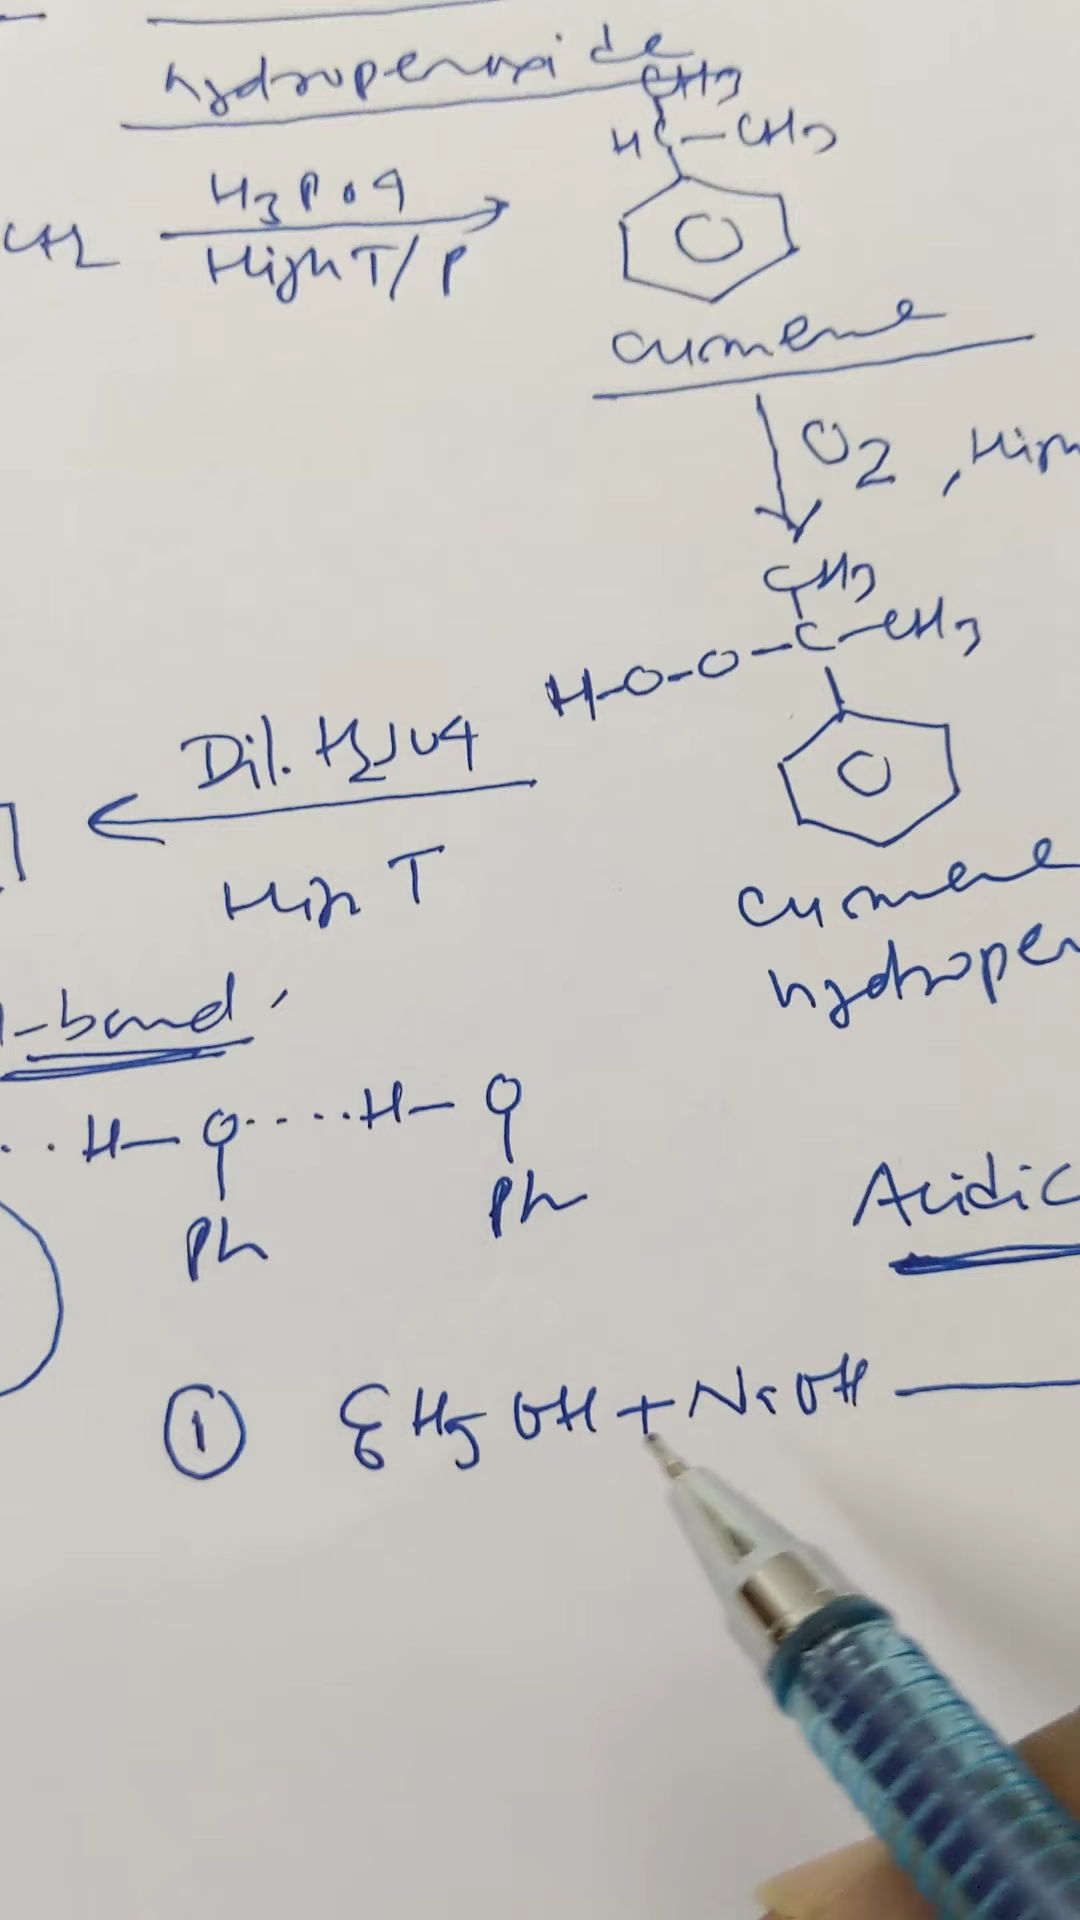 hydroperoxide
CH3
H C—CH3
CH2 H3PO4
High T/P
cumene
O2, High
CH3
H-O-O-C-CH3
Dil. H2SO4
High T
cumene
hydroper
H-bond,
...H—O....H—O
Ph Ph
Acidic
① C6H5OH + NaOH —